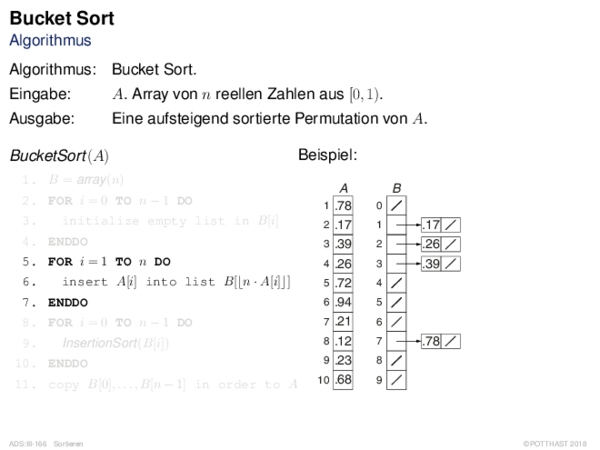 Bucket Sort
Algorithmus
Algorithmus: Bucket Sort.
Eingabe: A. Array von n reellen Zahlen aus [0, 1).
Ausgabe: Eine aufsteigend sortierte Permutation von A.
BucketSort(A)
1. B = array(n)
2. FOR i = 0 TO n − 1 DO
3. initialize empty list in B[i]
4. ENDDO
5. FOR i = 1 TO n DO
6. insert A[i] into list B[⌊n · A[i]⌋]
7. ENDDO
8. FOR i = 0 TO n − 1 DO
9. InsertionSort(B[i])
10. ENDDO
11. copy B[0], . . . , B[n − 1] in order to A
Beispiel:
A B
1 .78 0
2 .17 1 .17
3 .39 2 .26
4 .26 3 .39
5 .72 4
6 .94 5
7 .21 6
8 .12 7 .78
9 .23 8
10 .68 9
ADS:III-166 Sortieren © POTTHAST 2018